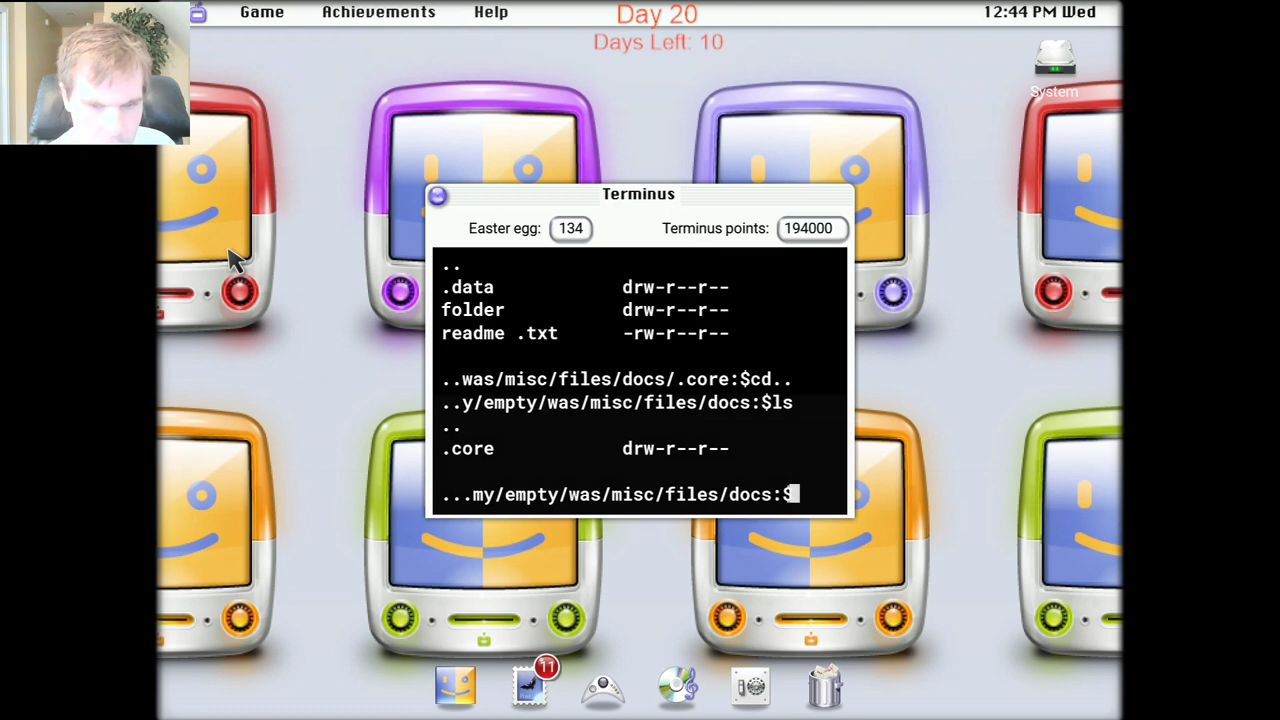 Game Achievements Help Day 20 12:44 PM Wed
Days Left: 10
System
Terminus
Easter egg: 134 Terminus points: 194000
..
.data drw-r--r--
folder drw-r--r--
readme .txt -rw-r--r--
..was/misc/files/docs/.core:$cd..
..y/empty/was/misc/files/docs:$ls
..
.core drw-r--r--
...my/empty/was/misc/files/docs:$
11